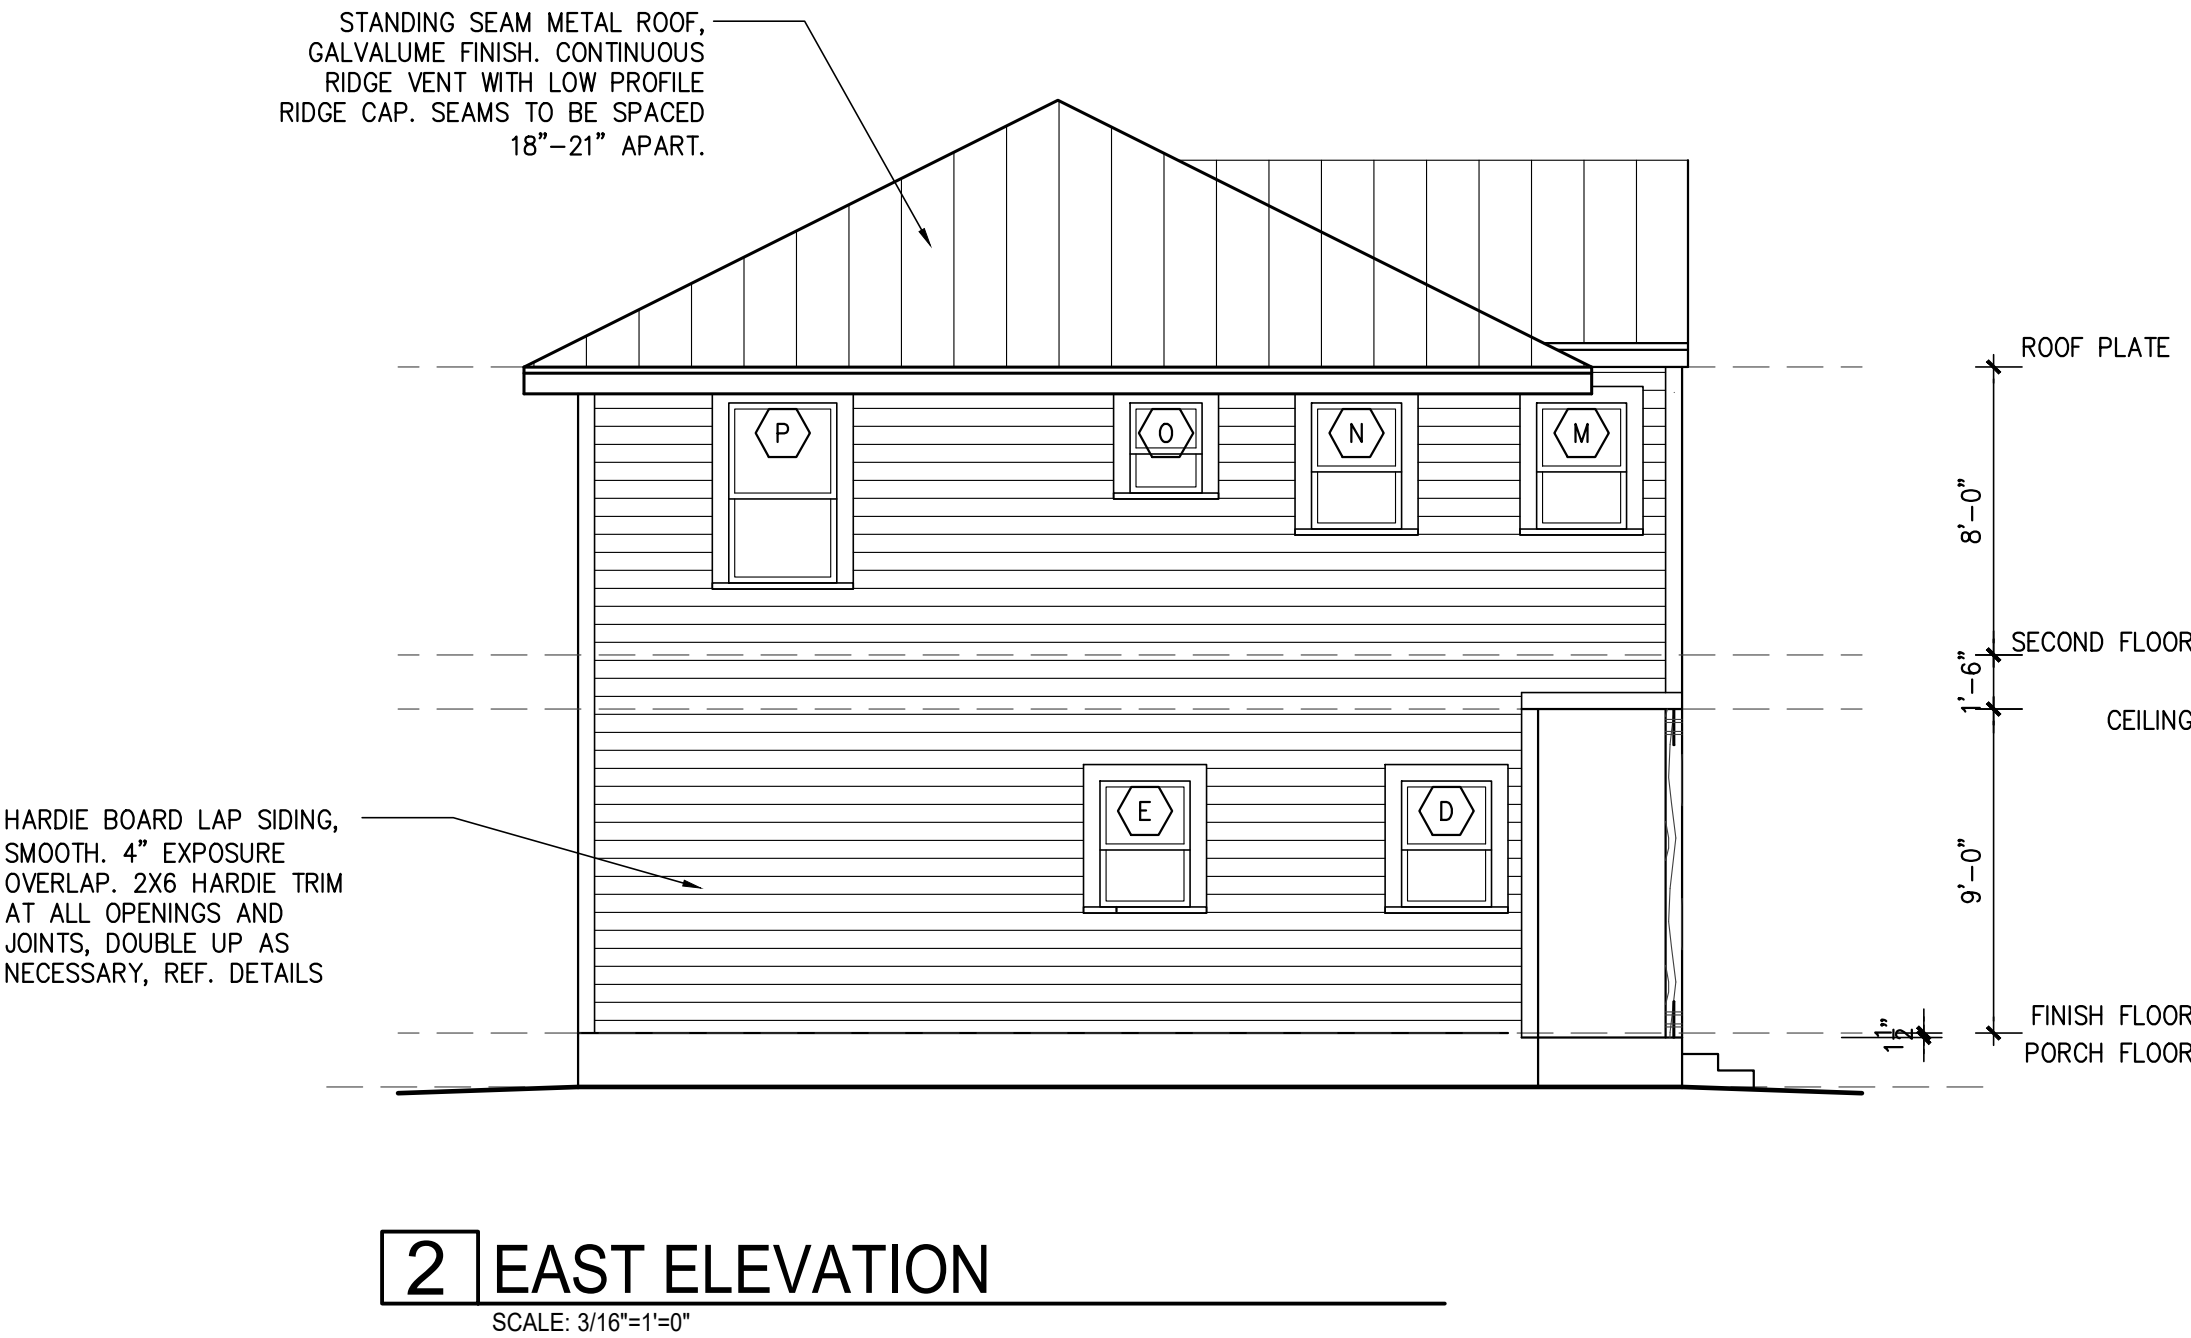 STANDING SEAM METAL ROOF,
GALVALUME FINISH. CONTINUOUS
RIDGE VENT WITH LOW PROFILE
RIDGE CAP. SEAMS TO BE SPACED
18"-21" APART.
ROOF PLATE
P
O
N
M
8'-0"
SECOND FLOOR
1'-6"
CEILING
E
D
HARDIE BOARD LAP SIDING,
SMOOTH. 4" EXPOSURE
OVERLAP. 2X6 HARDIE TRIM
AT ALL OPENINGS AND
JOINTS, DOUBLE UP AS
NECESSARY, REF. DETAILS
9'-0"
FINISH FLOOR
1 1/2"
PORCH FLOOR
2 EAST ELEVATION
SCALE: 3/16"=1'=0"